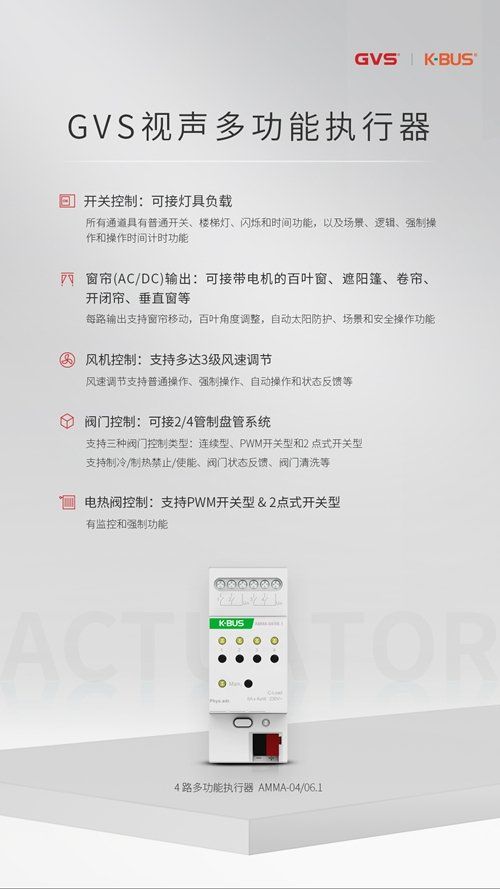 GVS® | K-BUS®
GVS视声多功能执行器
开关控制：可接灯具负载
所有通道具有普通开关、楼梯灯、闪烁和时间功能，以及场景、逻辑、强制操
作和操作时间计时功能
窗帘(AC/DC)输出：可接带电机的百叶窗、遮阳篷、卷帘、
开闭帘、垂直窗等
每路输出支持窗帘移动，百叶角度调整，自动太阳防护、场景和安全操作功能
风机控制：支持多达3级风速调节
风速调节支持普通操作、强制操作、自动操作和状态反馈等
阀门控制：可接2/4管制盘管系统
支持三种阀门控制类型：连续型、PWM开关型和2 点式开关型
支持制冷/制热禁止/使能、阀门状态反馈、阀门清洗等
电热阀控制：支持PWM开关型 & 2点式开关型
有监控和强制功能
ACTUATOR
K-BUS
AMMA-04/06.1
1 2 3 4
Man.
C-Load
230V~
Phys.adr.
4 路多功能执行器 AMMA-04/06.1